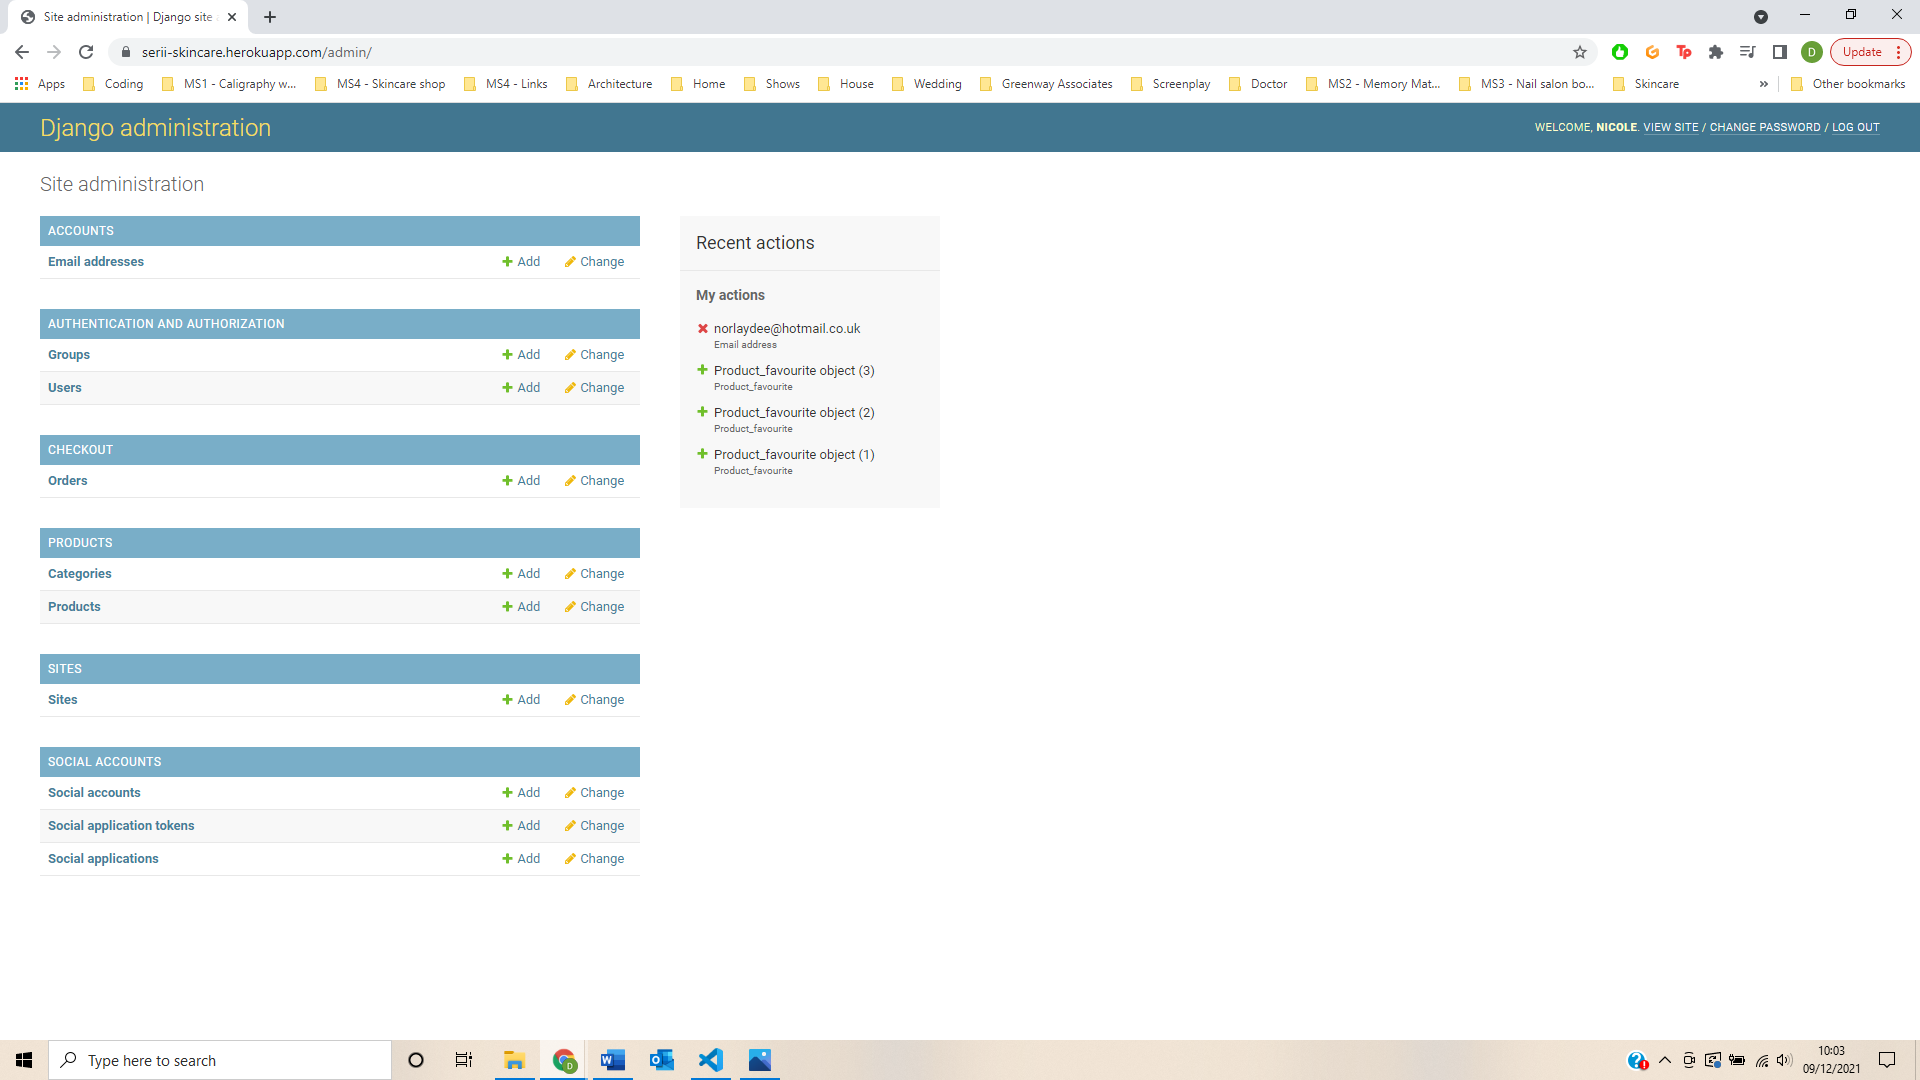 Site administration | Django site
serii-skincare.herokuapp.com/admin/
D
Update
Apps Coding MS1 - Caligraphy w... MS4 - Skincare shop MS4 - Links Architecture Home Shows House Wedding Greenway Associates Screenplay Doctor MS2 - Memory Mat... MS3 - Nail salon bo... Skincare » Other bookmarks
Django administration
WELCOME, NICOLE. VIEW SITE / CHANGE PASSWORD / LOG OUT
Site administration
ACCOUNTS
Email addresses Add Change
AUTHENTICATION AND AUTHORIZATION
Groups Add Change
Users Add Change
CHECKOUT
Orders Add Change
PRODUCTS
Categories Add Change
Products Add Change
SITES
Sites Add Change
SOCIAL ACCOUNTS
Social accounts Add Change
Social application tokens Add Change
Social applications Add Change
Recent actions
My actions
norlaydee@hotmail.co.uk
Email address
Product_favourite object (3)
Product_favourite
Product_favourite object (2)
Product_favourite
Product_favourite object (1)
Product_favourite
Type here to search
10:03
09/12/2021